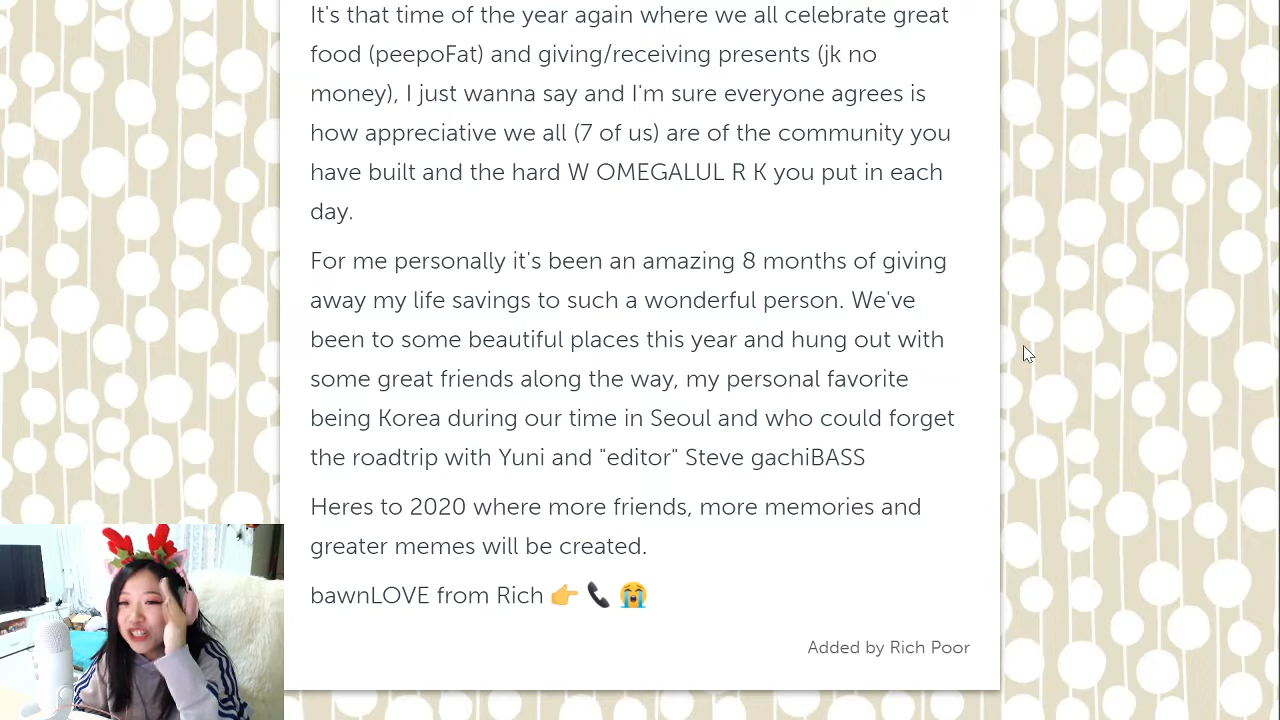 It's that time of the year again where we all celebrate great
food (peepoFat) and giving/receiving presents (jk no
money), I just wanna say and I'm sure everyone agrees is
how appreciative we all (7 of us) are of the community you
have built and the hard W OMEGALUL R K you put in each
day.
For me personally it's been an amazing 8 months of giving
away my life savings to such a wonderful person. We've
been to some beautiful places this year and hung out with
some great friends along the way, my personal favorite
being Korea during our time in Seoul and who could forget
the roadtrip with Yuni and "editor" Steve gachiBASS
Heres to 2020 where more friends, more memories and
greater memes will be created.
bawnLOVE from Rich 👉 📞 😭
Added by Rich Poor